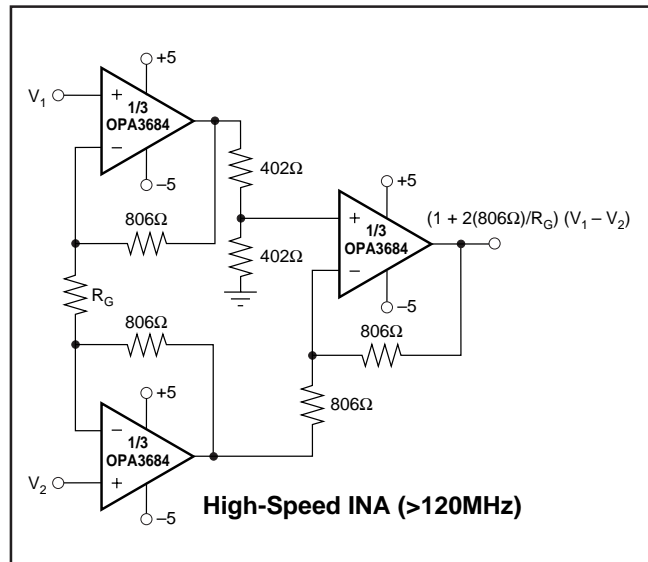 +5
V1
+
1/3
OPA3684
−
−5
402Ω
806Ω
402Ω
+5
+
1/3
OPA3684
−
−5
(1 + 2(806Ω)/RG) (V1 – V2)
RG
806Ω
806Ω
806Ω
+5
−
1/3
OPA3684
+
V2
−5
High-Speed INA (>120MHz)